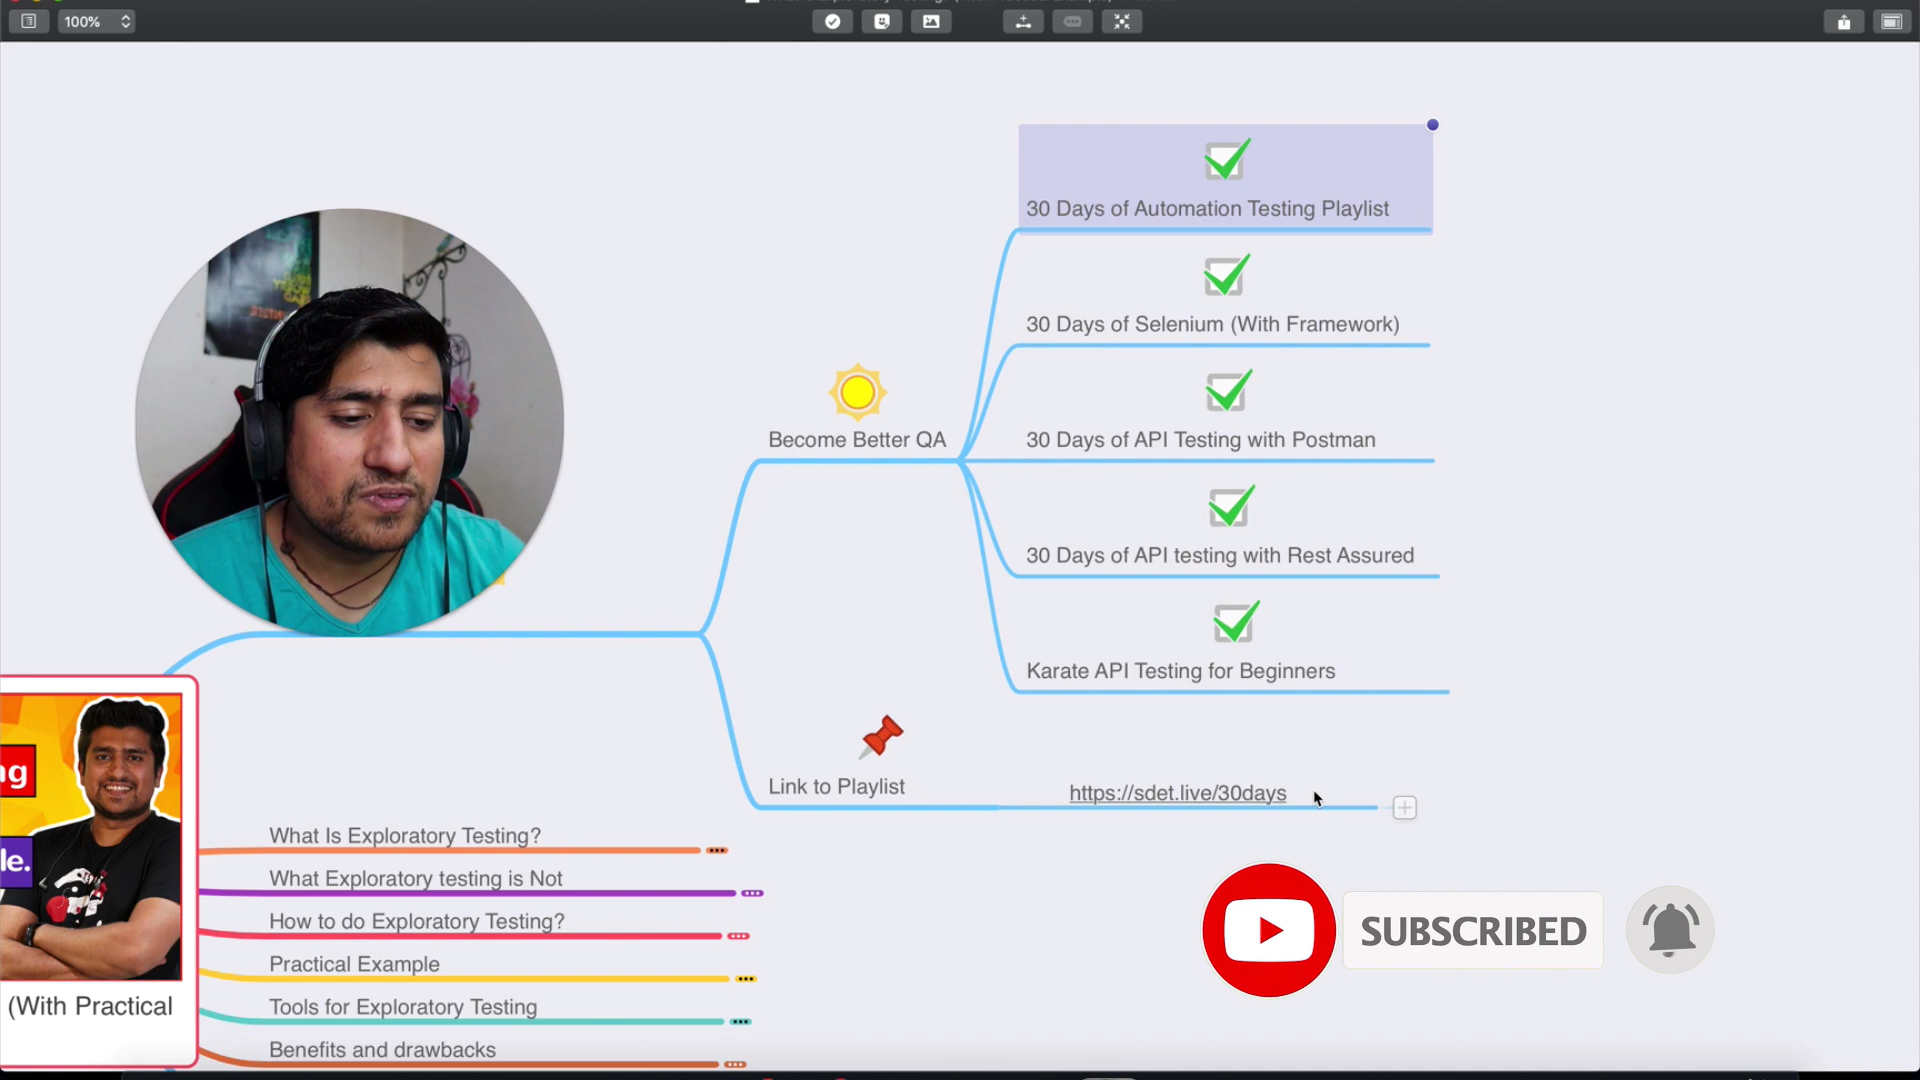 100%
30 Days of Automation Testing Playlist
30 Days of Selenium (With Framework)
Become Better QA
30 Days of API Testing with Postman
30 Days of API testing with Rest Assured
Karate API Testing for Beginners
Link to Playlist
https://sdet.live/30days
ng
le.
(With Practical
What Is Exploratory Testing?
What Exploratory testing is Not
How to do Exploratory Testing?
Practical Example
Tools for Exploratory Testing
Benefits and drawbacks
SUBSCRIBED